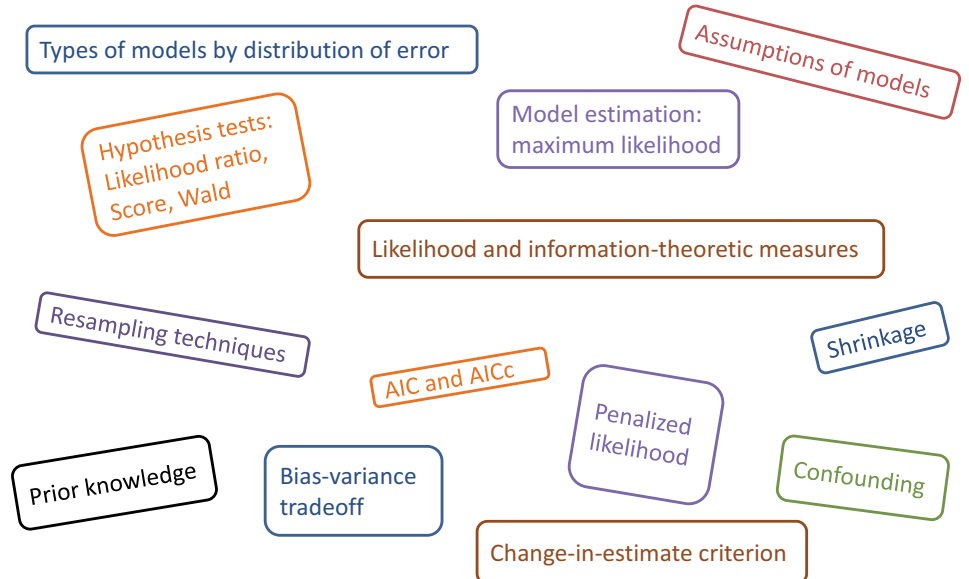 Types of models by distribution of error
Assumptions of models
Hypothesis tests:
Likelihood ratio,
Score, Wald
Model estimation:
maximum likelihood
Likelihood and information-theoretic measures
Resampling techniques
Shrinkage
AIC and AICc
Penalized
likelihood
Prior knowledge
Bias-variance
tradeoff
Confounding
Change-in-estimate criterion